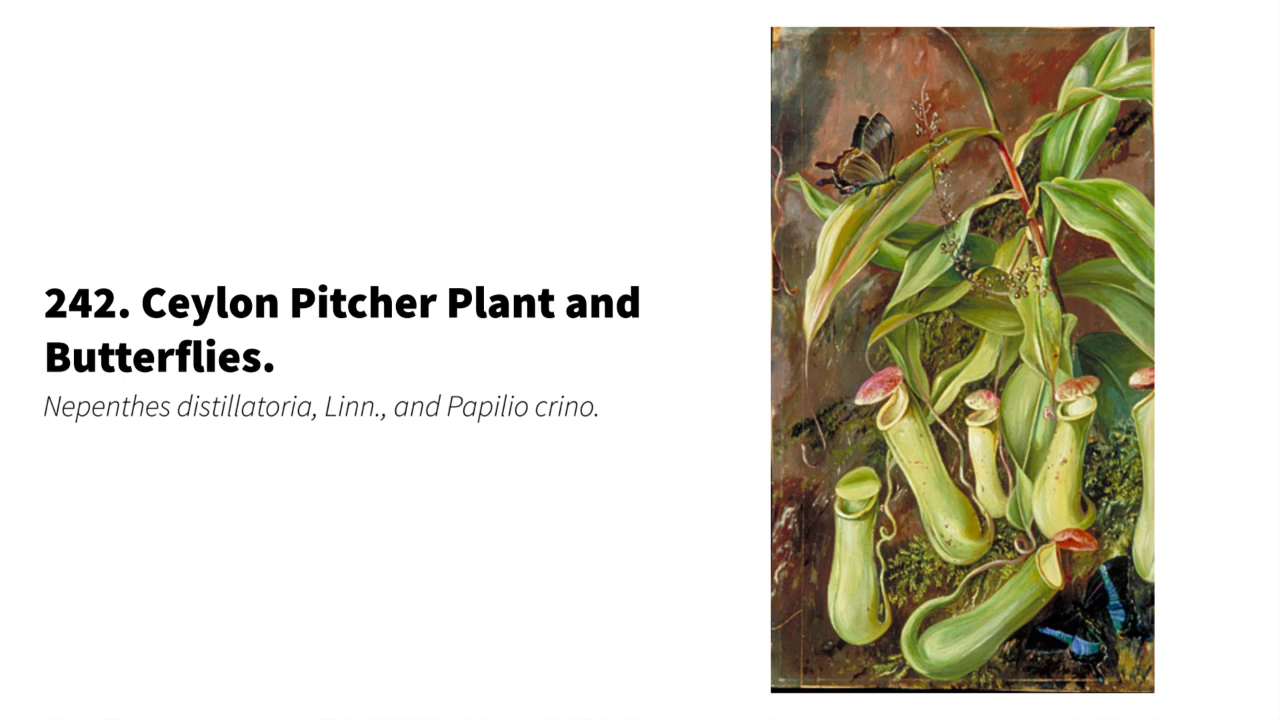 242. Ceylon Pitcher Plant and
Butterflies.
Nepenthes distillatoria, Linn., and Papilio crino.